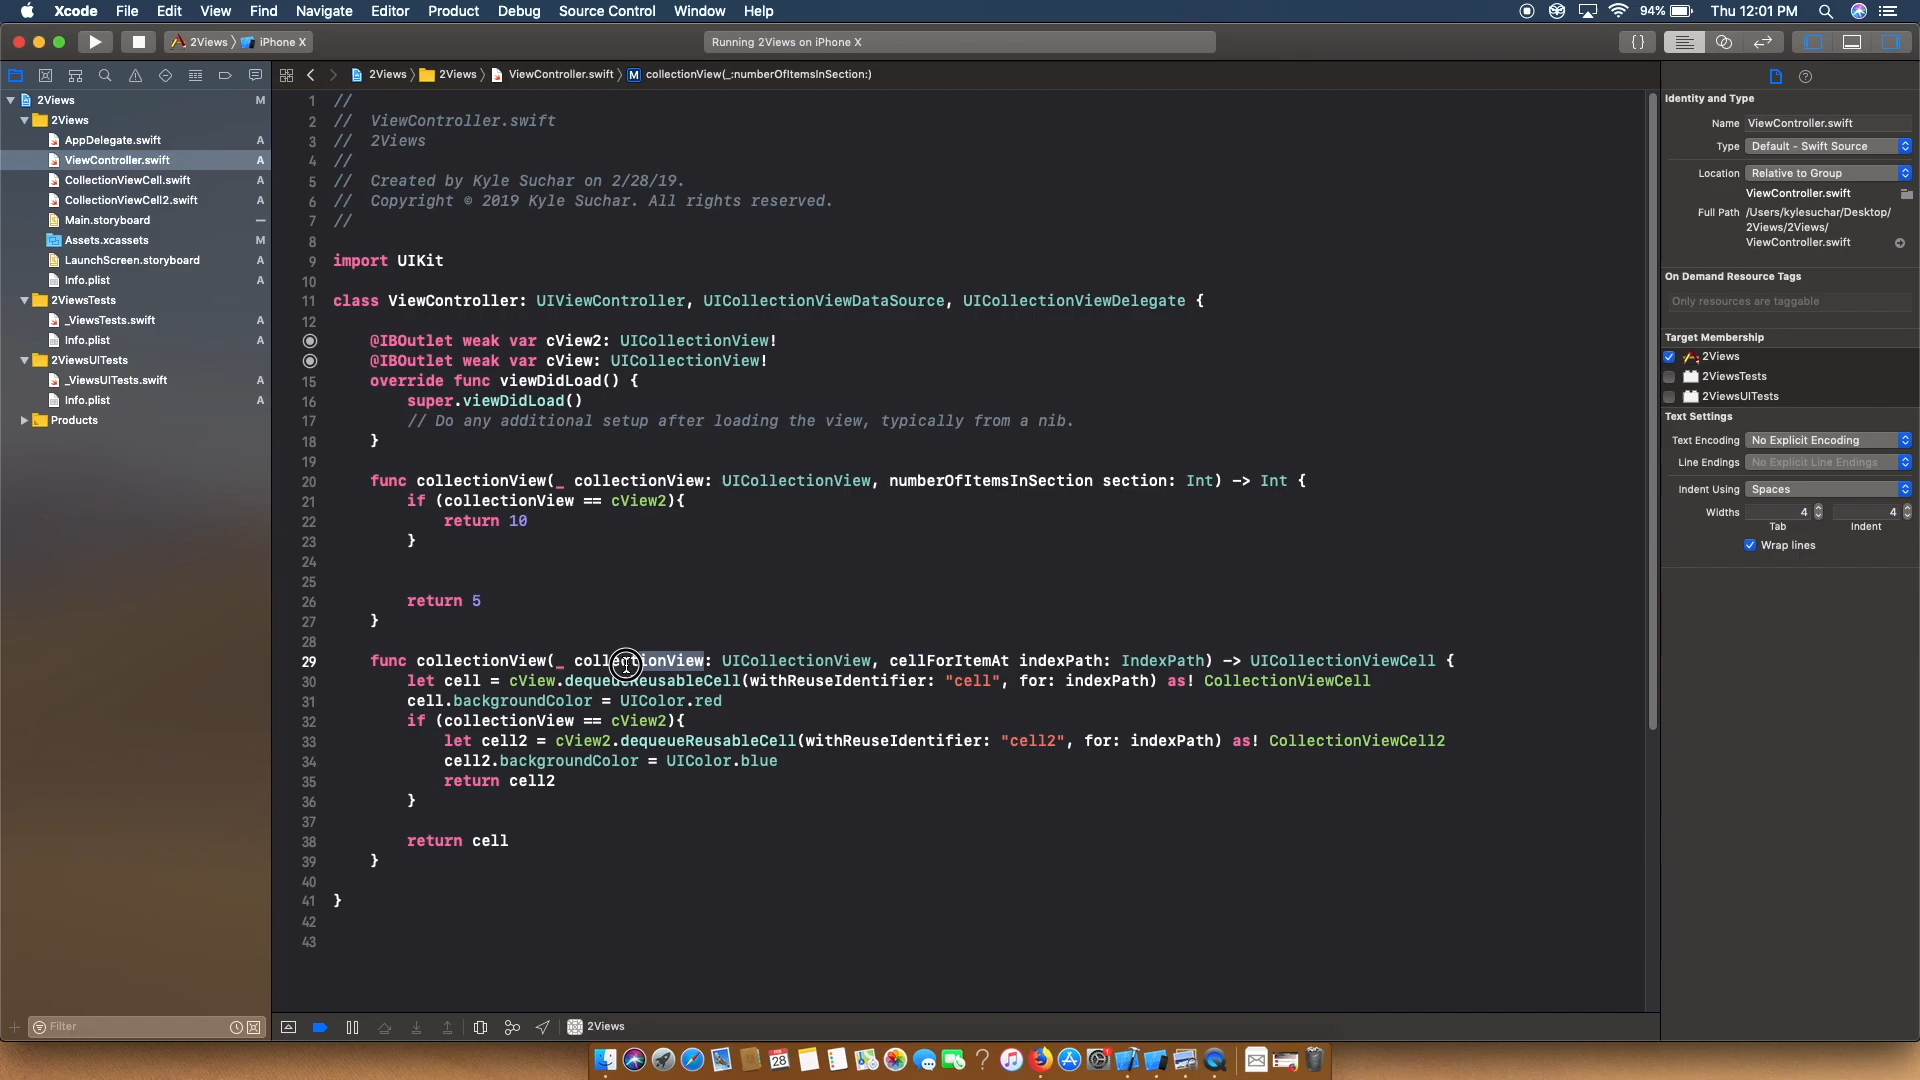 Xcode File Edit View Find Navigate Editor Product Debug Source Control Window Help 94% Thu 12:01 PM
2Views iPhone X Running 2Views on iPhone X { }
2Views 2Views ViewController.swift M collectionView(_:numberOfItemsInSection:)
2Views M
2Views
AppDelegate.swift A
ViewController.swift A
CollectionViewCell.swift A
CollectionViewCell2.swift A
Main.storyboard —
Assets.xcassets M
LaunchScreen.storyboard A
Info.plist A
2ViewsTests
_ViewsTests.swift A
Info.plist A
2ViewsUITests
_ViewsUITests.swift A
Info.plist A
Products
Filter
1 //
2 //  ViewController.swift
3 //  2Views
4 //
5 //  Created by Kyle Suchar on 2/28/19.
6 //  Copyright © 2019 Kyle Suchar. All rights reserved.
7 //
8
9 import UIKit
10
11 class ViewController: UIViewController, UICollectionViewDataSource, UICollectionViewDelegate {
12
@IBOutlet weak var cView2: UICollectionView!
@IBOutlet weak var cView: UICollectionView!
15 override func viewDidLoad() {
16 super.viewDidLoad()
17 // Do any additional setup after loading the view, typically from a nib.
18 }
19
20 func collectionView(_ collectionView: UICollectionView, numberOfItemsInSection section: Int) -> Int {
21 if (collectionView == cView2){
22 return 10
23 }
24
25
26 return 5
27 }
28
29 func collectionView(_ collectionView: UICollectionView, cellForItemAt indexPath: IndexPath) -> UICollectionViewCell {
30 let cell = cView.dequeueReusableCell(withReuseIdentifier: "cell", for: indexPath) as! CollectionViewCell
31 cell.backgroundColor = UIColor.red
32 if (collectionView == cView2){
33 let cell2 = cView2.dequeueReusableCell(withReuseIdentifier: "cell2", for: indexPath) as! CollectionViewCell2
34 cell2.backgroundColor = UIColor.blue
35 return cell2
36 }
37
38 return cell
39 }
40
41 }
42
43
2Views
Identity and Type
Name ViewController.swift
Type Default - Swift Source
Location Relative to Group
ViewController.swift
Full Path /Users/kylesuchar/Desktop/
2Views/2Views/
ViewController.swift
On Demand Resource Tags
Only resources are taggable
Target Membership
2Views
2ViewsTests
2ViewsUITests
Text Settings
Text Encoding No Explicit Encoding
Line Endings No Explicit Line Endings
Indent Using Spaces
Widths 4 4
Tab Indent
Wrap lines
FEB
28